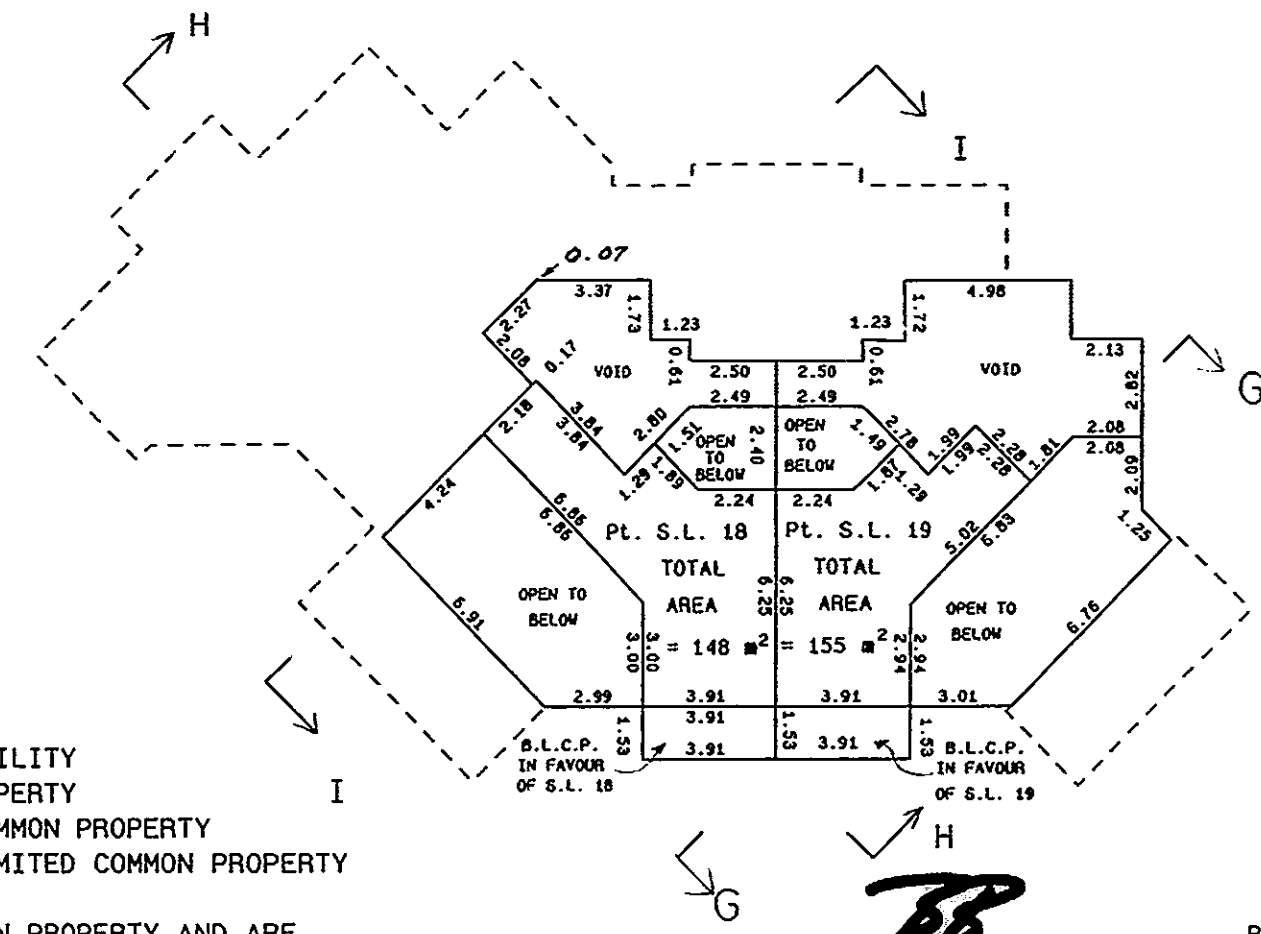 H
I
0.07
3.37
4.98
2.27
1.73
1.23
1.23
1.72
2.13
2.08
0.17
VOID
0.61
2.50
2.50
0.61
VOID
2.82
3.84
3.84
2.49
2.49
2.18
2.80
1.51
OPEN
TO
BELOW
2.40
OPEN
TO
BELOW
1.49
2.78
1.99
1.99
2.28
2.28
1.81
2.08
2.08
2.09
G
4.24
1.29
1.89
2.24
2.24
1.87
1.29
1.25
6.86
6.86
Pt. S.L. 18
TOTAL
AREA
= 148 m²
6.25
6.25
Pt. S.L. 19
TOTAL
AREA
= 155 m²
5.02
6.83
6.91
OPEN TO
BELOW
3.00
3.00
2.94
2.94
OPEN TO
BELOW
6.76
2.99
3.91
3.91
3.01
3.91
1.53
1.53
1.53
3.91
3.91
B.L.C.P.
IN FAVOUR
OF S.L. 18
B.L.C.P.
IN FAVOUR
OF S.L. 19
ILITY
PERTY
I
MMON PROPERTY
MITED COMMON PROPERTY
H
G
N PROPERTY AND ARE